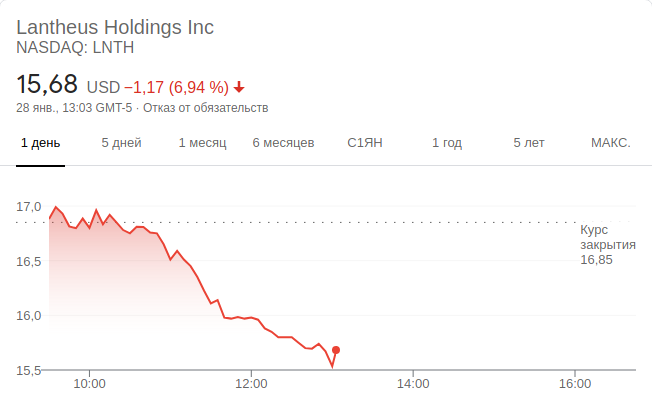 Lantheus Holdings Inc
NASDAQ: LNTH
15,68 USD −1,17 (6,94 %)
28 янв., 13:03 GMT-5 · Отказ от обязательств
1 день 5 дней 1 месяц 6 месяцев С1ЯН 1 год 5 лет МАКС.
17,0
Курс
закрытия
16,85
16,5
16,0
15,5
10:00 12:00 14:00 16:00